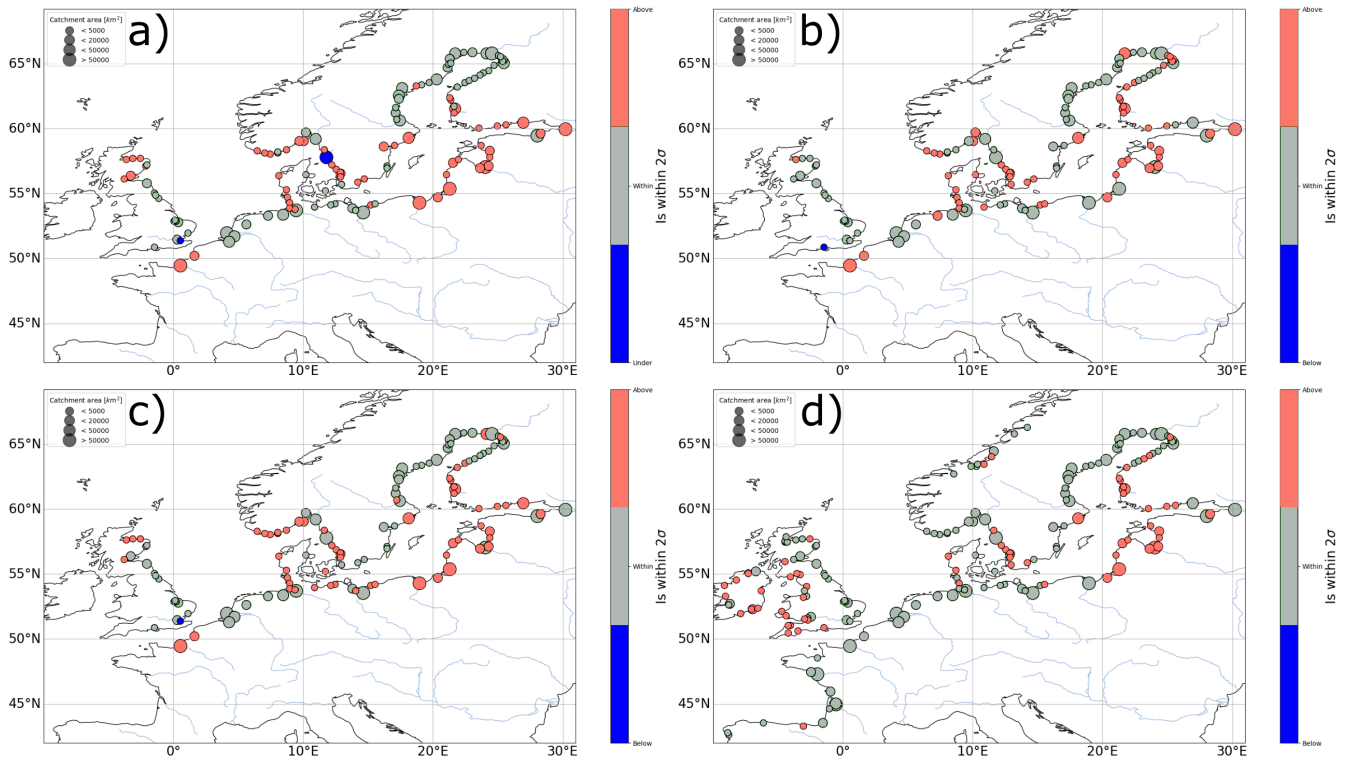 Catchment area [km²]
< 5000
< 20000
< 50000
> 50000
a)
65°N
60°N
55°N
50°N
45°N
0°
10°E
20°E
30°E
Above
Within
Under
Is within 2σ
Catchment area [km²]
< 5000
< 20000
< 50000
> 50000
b)
65°N
60°N
55°N
50°N
45°N
0°
10°E
20°E
30°E
Above
Within
Below
Is within 2σ
Catchment area [km²]
< 5000
< 20000
< 50000
> 50000
c)
65°N
60°N
55°N
50°N
45°N
0°
10°E
20°E
30°E
Above
Within
Below
Is within 2σ
Catchment area [km²]
< 5000
< 20000
< 50000
> 50000
d)
65°N
60°N
55°N
50°N
45°N
0°
10°E
20°E
30°E
Above
Within
Below
Is within 2σ